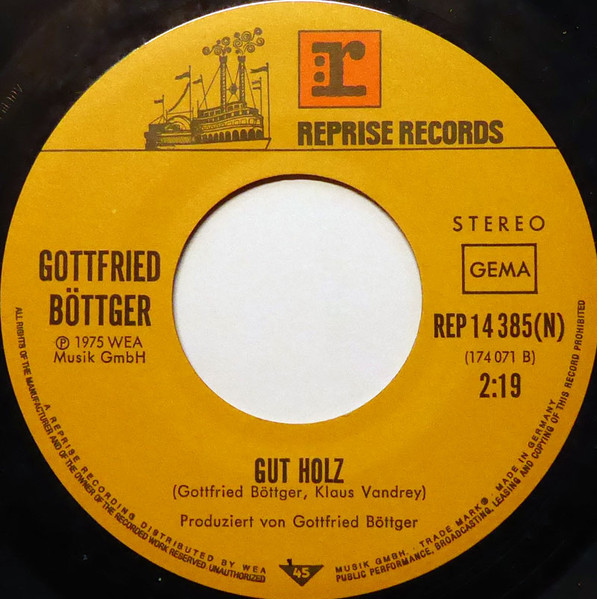 r
REPRISE RECORDS
GOTTFRIED
BÖTTGER
℗ 1975 WEA
Musik GmbH
STEREO
GEMA
REP 14 385(N)
(174 071 B)
2:19
GUT HOLZ
(Gottfried Böttger, Klaus Vandrey)
Produziert von Gottfried Böttger
A REPRISE RECORDING DISTRIBUTED BY WEA MUSIK GMBH. TRADE MARK®. MADE IN GERMANY
ALL RIGHTS OF THE MANUFACTURER AND OF THE OWNER OF THE RECORDED WORK RESERVED. UNAUTHORIZED PUBLIC PERFORMANCE, BROADCASTING, LEASING AND COPYING OF THIS RECORD PROHIBITED
45